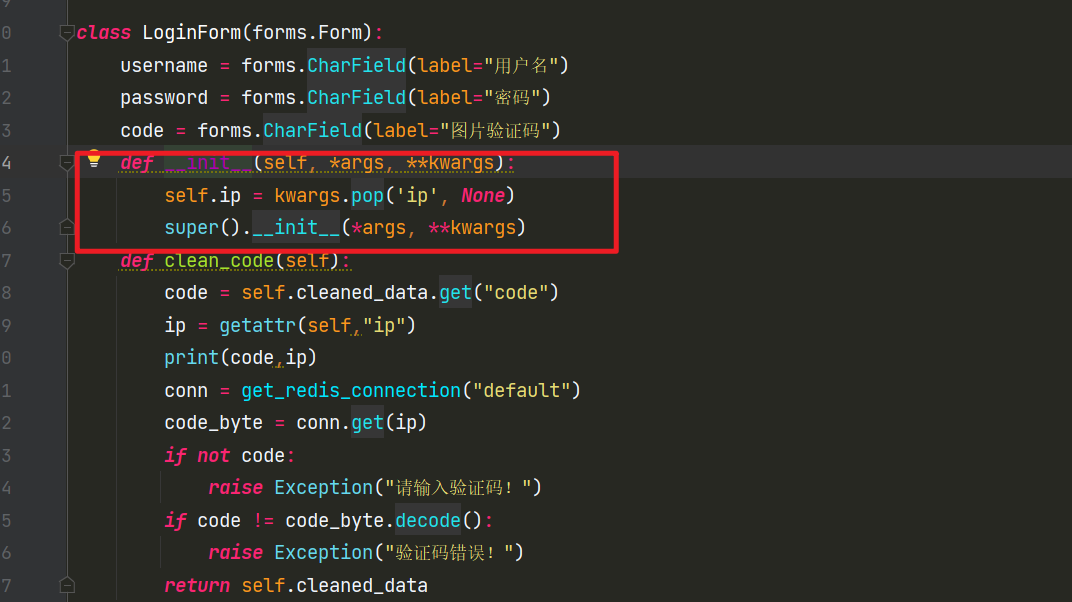 9
0 class LoginForm(forms.Form):
1 username = forms.CharField(label="用户名")
2 password = forms.CharField(label="密码")
3 code = forms.CharField(label="图片验证码")
4 def __init__(self, *args, **kwargs):
5 self.ip = kwargs.pop('ip', None)
6 super().__init__(*args, **kwargs)
7 def clean_code(self):
8 code = self.cleaned_data.get("code")
9 ip = getattr(self,"ip")
0 print(code,ip)
1 conn = get_redis_connection("default")
2 code_byte = conn.get(ip)
3 if not code:
4 raise Exception("请输入验证码！")
5 if code != code_byte.decode():
6 raise Exception("验证码错误！")
7 return self.cleaned_data